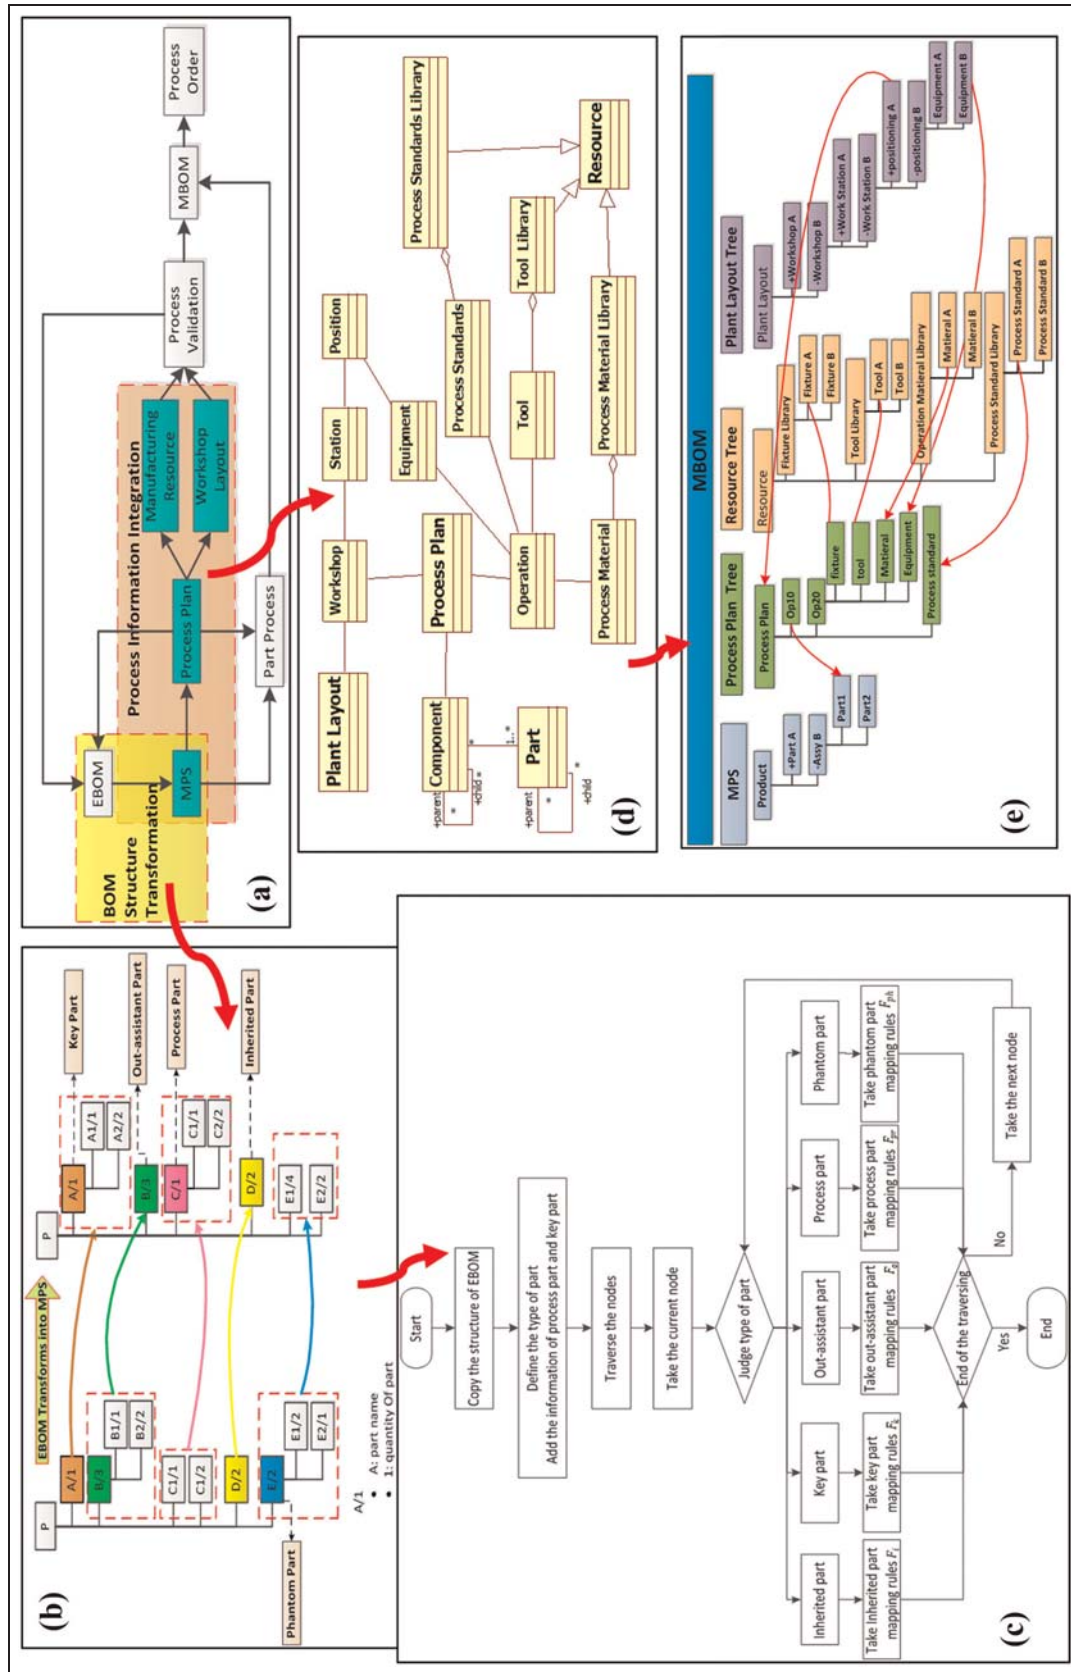 (a)
BOM
Structure
Transformation
EBOM
MPS
Process Information Integration
Process Plan
Manufacturing
Resource
Workshop
Layout
Part Process
Process
Validation
MBOM
Process
Order
(b)
EBOM Transforms into MPS
P
A/1
B/3
B1/1
B2/2
C1/1
C1/2
D/2
E/2
E1/2
E2/1
Phantom Part
A/1
• A: part name
• 1: quantity Of part
P
A/1
A1/1
A2/2
B/3
C/1
C1/1
C2/2
D/2
E1/4
E2/2
Key Part
Out-assistant Part
Process Part
Inherited Part
(c)
Start
Copy the structure of EBOM
Define the type of part
Add the information of process part and key part
Traverse the nodes
Take the current node
Judge type of part
Inherited part
Key part
Out-assistant part
Process part
Phantom part
Take Inherited part
mapping rules F_i
Take key part
mapping rules F_k
Take out-assistant part
mapping rules F_o
Take process part
mapping rules F_pr
Take phantom part
mapping rules F_ph
End of the traversing
No
Take the next node
Yes
End
(d)
Plant Layout
Workshop
Station
Position
Component
+parent
*
+child
*
*
1..*
Process Plan
Equipment
Process Standards
Process Standards Library
Part
+parent
*
*
+child
Operation
Tool
Tool Library
Resource
Process Material
Process Material Library
(e)
MBOM
MPS
Product
+Part A
-Assy B
Part1
Part2
Process Plan Tree
Process Plan
Op10
Op20
fixture
tool
Matieral
Equipment
Process standard
Resource Tree
Resource
Fixture Library
Fixture A
Fixture B
Tool Library
Tool A
Tool B
Operation Matieral Library
Matieral A
Matieral B
Process Standard Library
Process Standard A
Process Standard B
Plant Layout Tree
Plant Layout
+Workshop A
-Workshop B
+Work Station A
-Work Station B
+positioning A
-positioning B
Equipment A
Equipment B